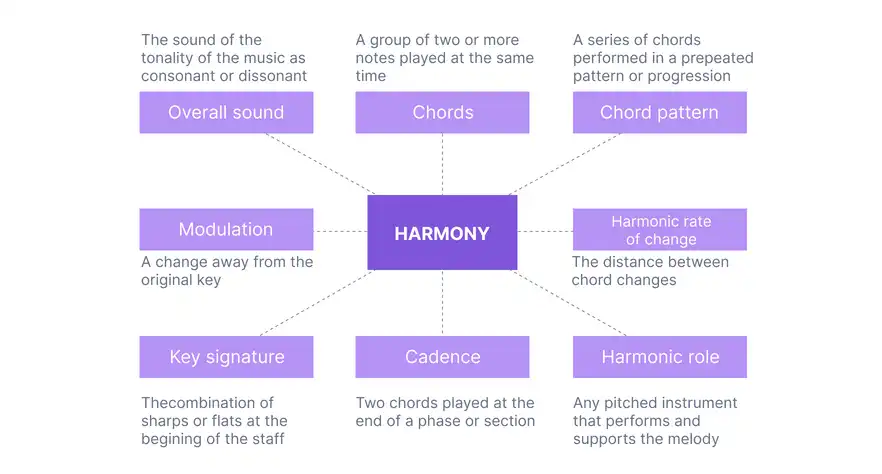 The sound of the
tonality of the music as
consonant or dissonant
Overall sound
A group of two or more
notes played at the same
time
Chords
A series of chords
performed in a prepeated
pattern or progression
Chord pattern
Modulation
A change away from the
original key
HARMONY
Harmonic rate
of change
The distance between
chord changes
Key signature
Thecombination of
sharps or flats at the
begining of the staff
Cadence
Two chords played at the
end of a phase or section
Harmonic role
Any pitched instrument
that performs and
supports the melody